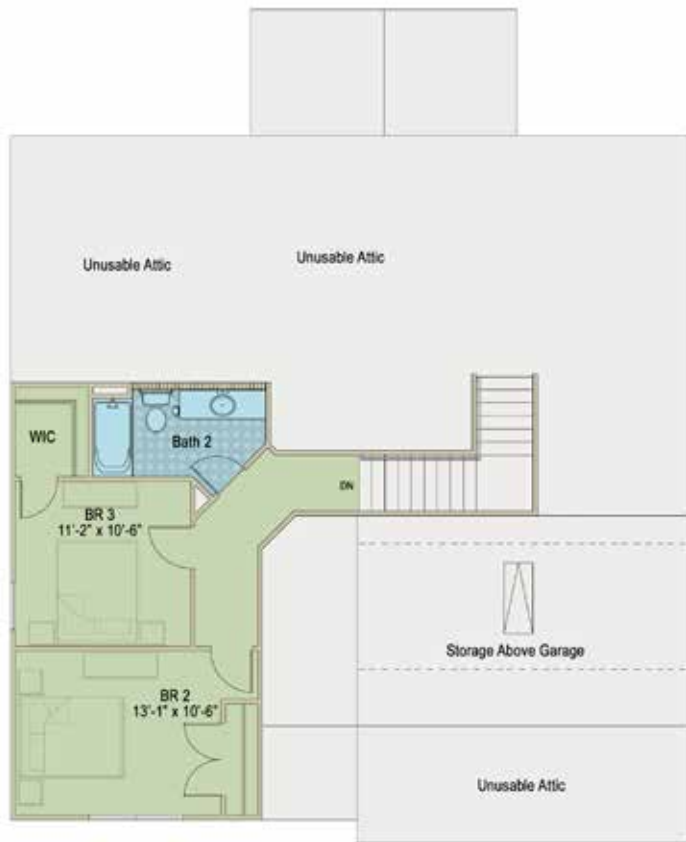 Unusable Attic
Unusable Attic
WIC
Bath 2
DN
BR 3
11'-2" x 10'-6"
Storage Above Garage
BR 2
13'-1" x 10'-6"
Unusable Attic